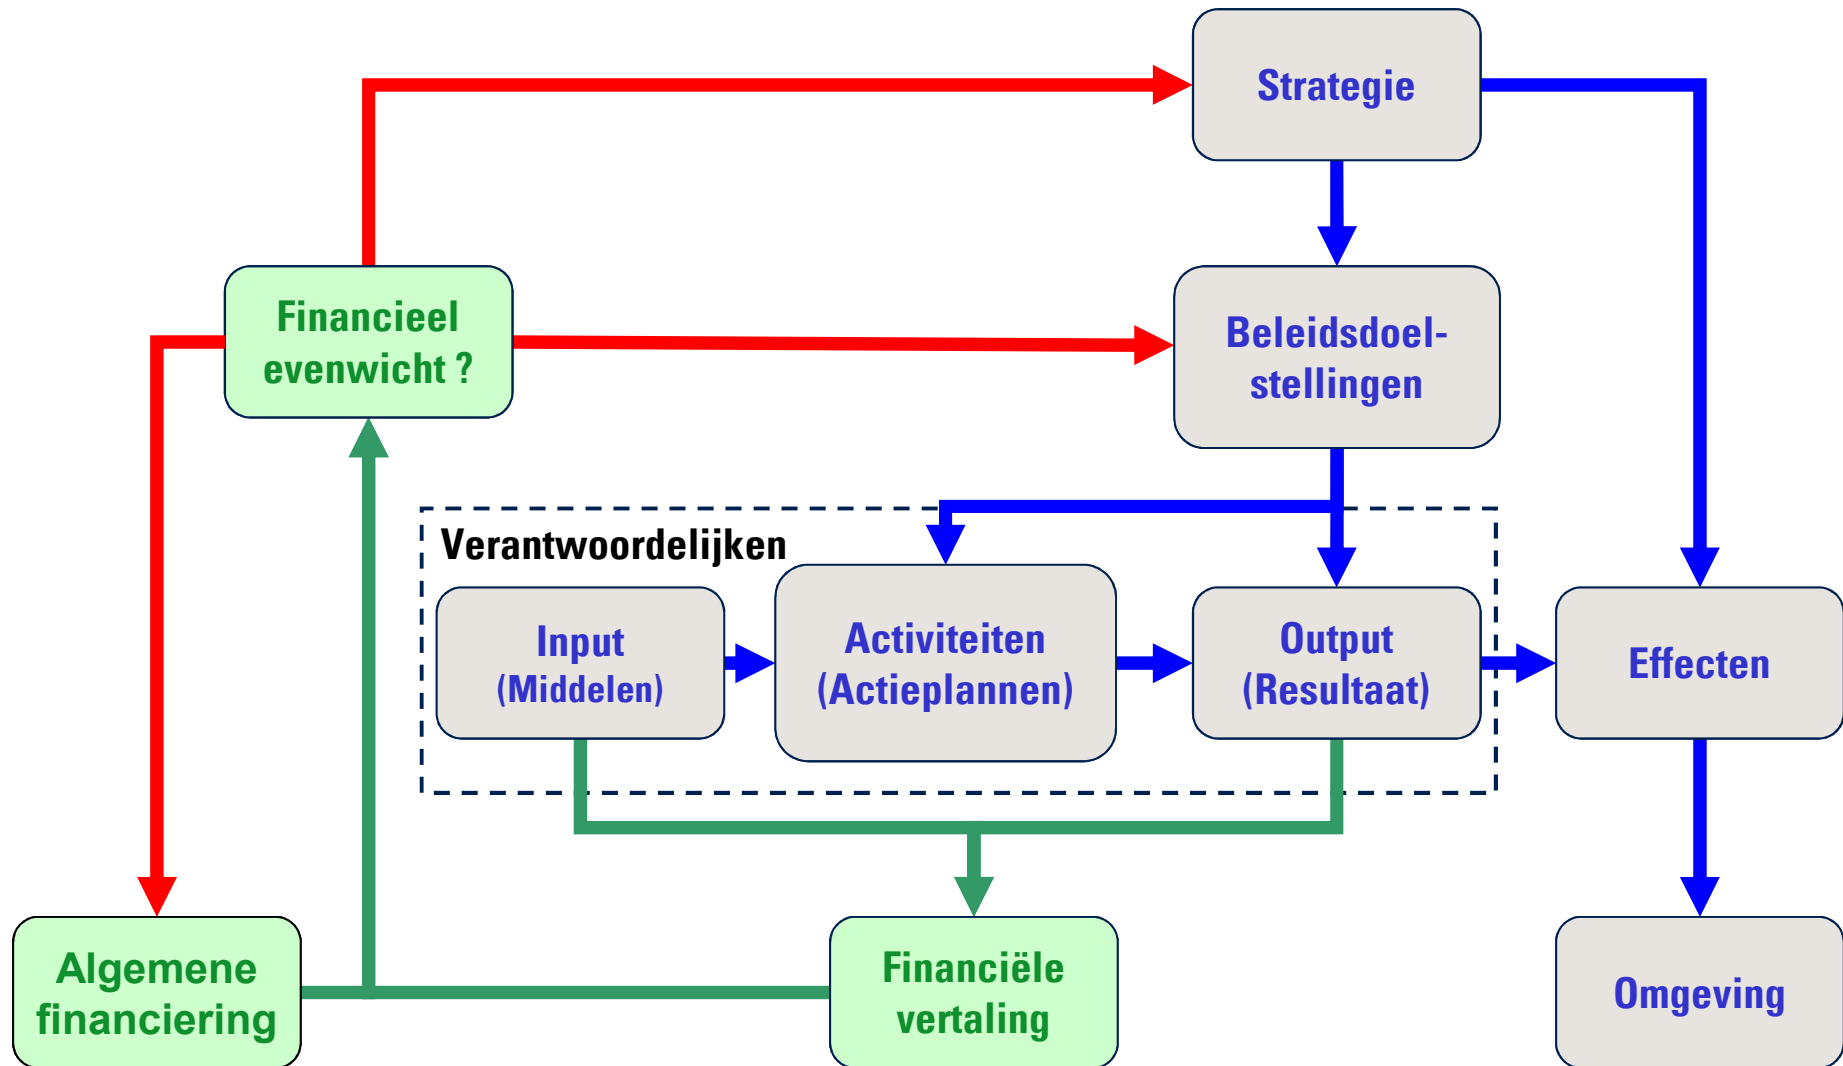 Strategie
Financieel
evenwicht ?
Beleidsdoel-
stellingen
Verantwoordelijken
Input
(Middelen)
Activiteiten
(Actieplannen)
Output
(Resultaat)
Effecten
Algemene
financiering
Financiële
vertaling
Omgeving